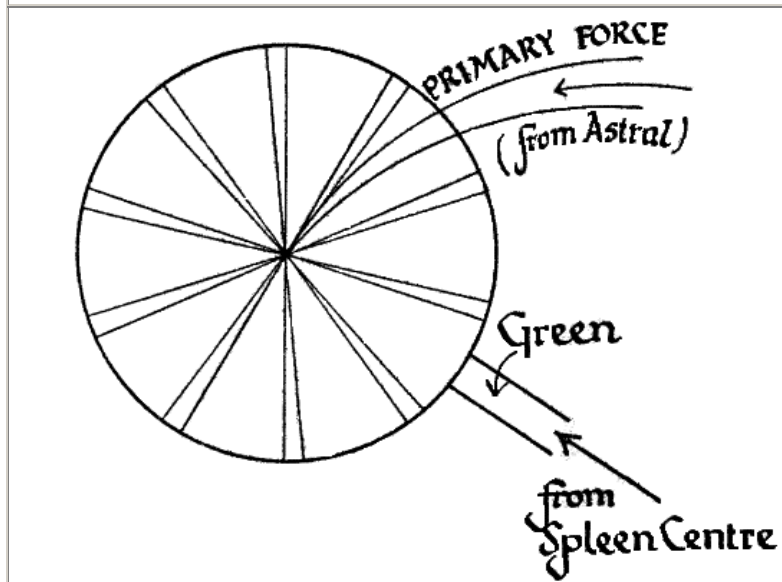 PRIMARY FORCE
(from Astral)
Green
from
Spleen Centre